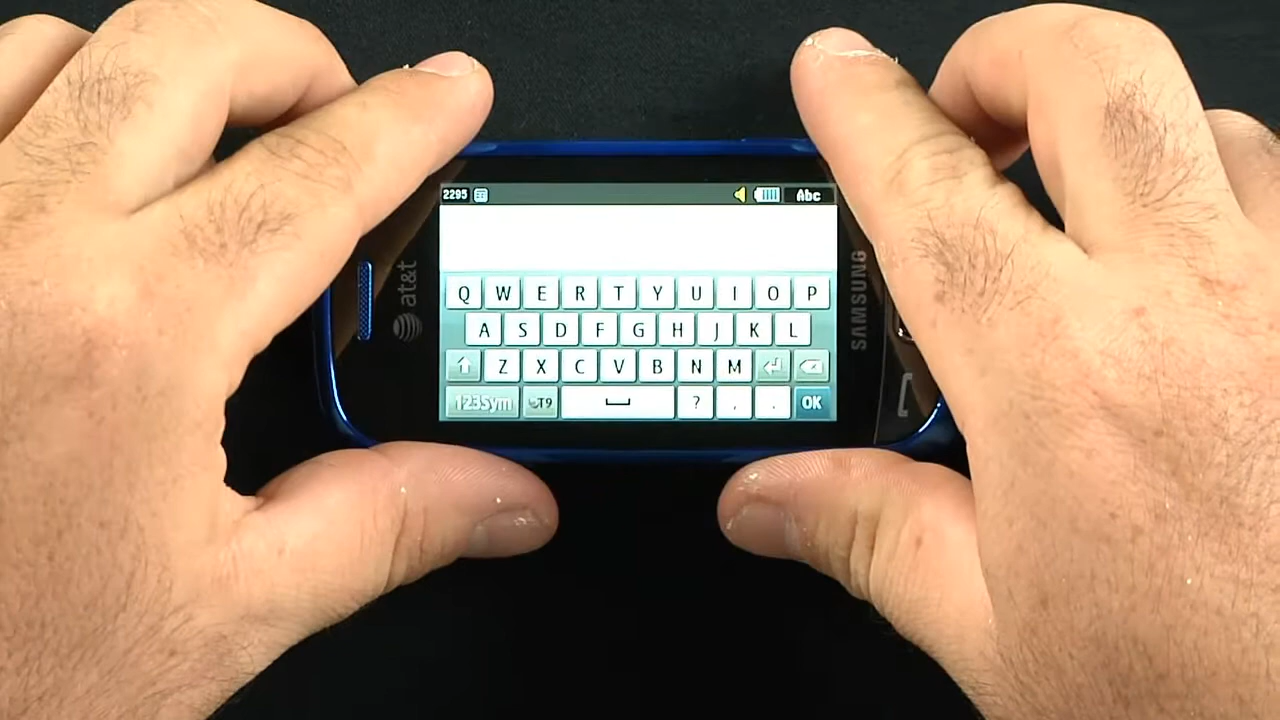 2295 Abc
at&t
SAMSUNG
Q W E R T Y U I O P
A S D F G H J K L
Z X C V B N M
123Sym T9 ? , . OK